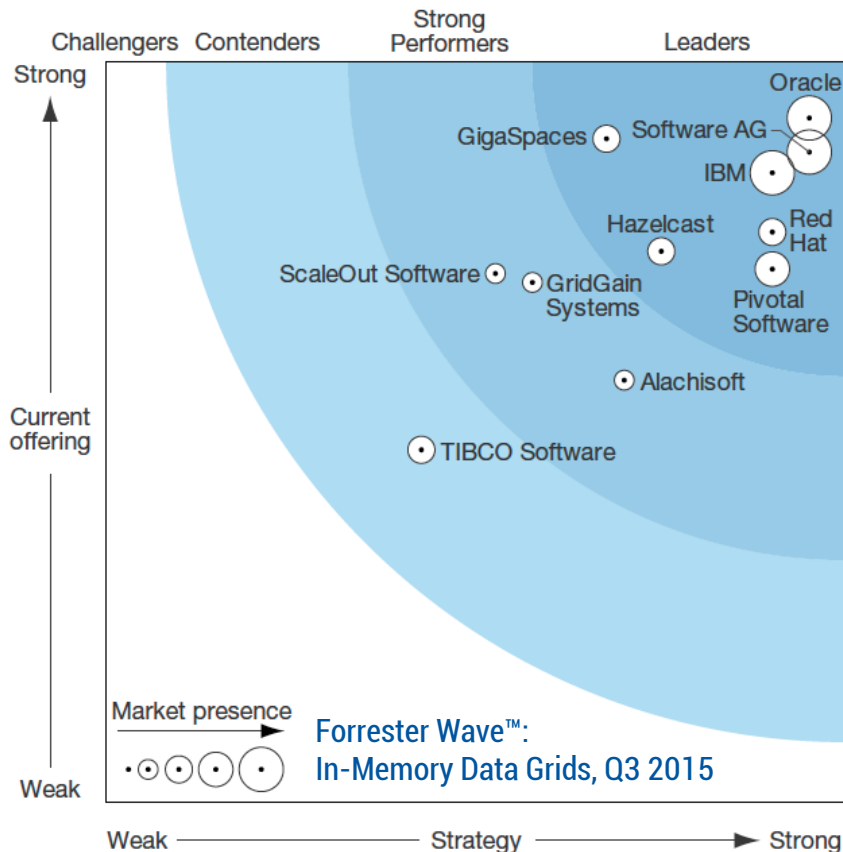 Strong
Performers
Challengers
Contenders
Leaders
Strong
Oracle
GigaSpaces
Software AG
IBM
Hazelcast
Red
Hat
ScaleOut Software
GridGain
Systems
Pivotal
Software
Alachisoft
Current
offering
TIBCO Software
Market presence
Forrester Wave™:
In-Memory Data Grids, Q3 2015
Weak
Weak
Strategy
Strong